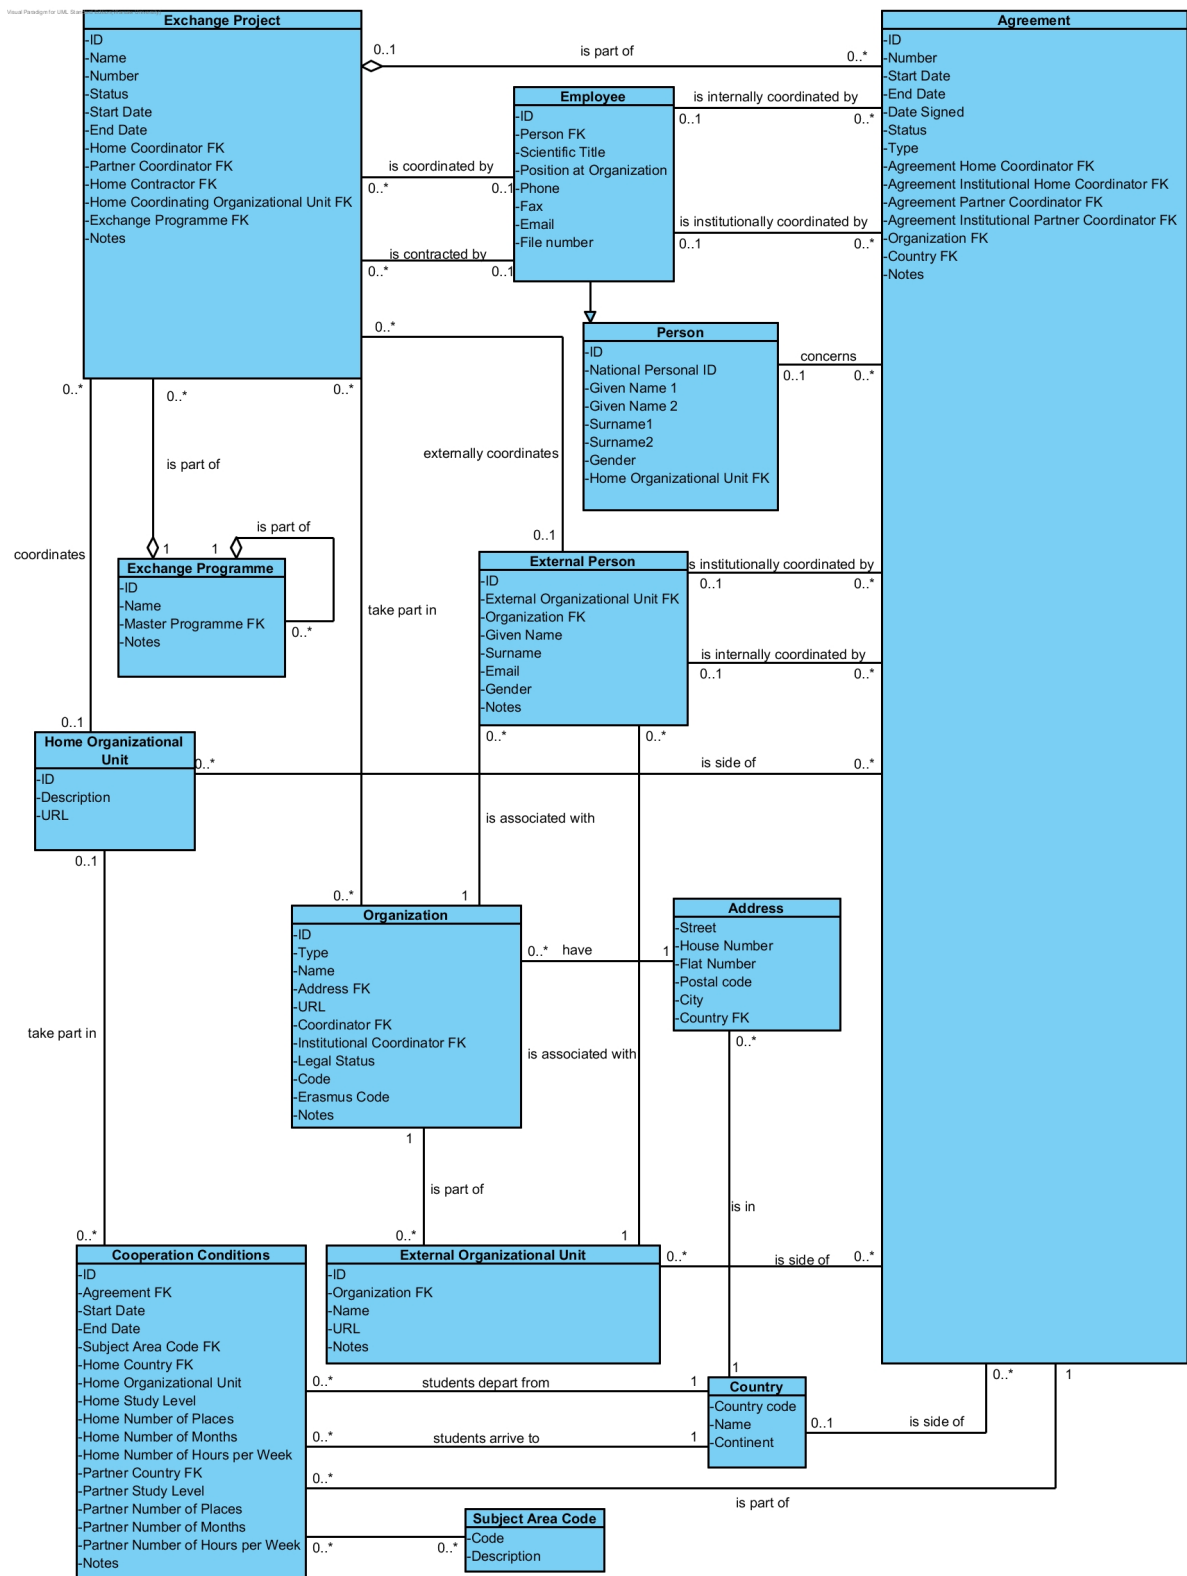 Exchange Project
-ID
-Name
-Number
-Status
-Start Date
-End Date
-Home Coordinator FK
-Partner Coordinator FK
-Home Contractor FK
-Home Coordinating Organizational Unit FK
-Exchange Programme FK
-Notes
0..1
is part of
0..*
Agreement
-ID
-Number
-Start Date
-End Date
-Date Signed
-Status
-Type
-Agreement Home Coordinator FK
-Agreement Institutional Home Coordinator FK
-Agreement Partner Coordinator FK
-Agreement Institutional Partner Coordinator FK
-Organization FK
-Country FK
-Notes
Employee
-ID
-Person FK
-Scientific Title
-Position at Organization
-Phone
-Fax
-Email
-File number
is internally coordinated by
0..1
0..*
is coordinated by
0..*
0..1
is institutionally coordinated by
0..1
0..*
is contracted by
0..*
0..1
Person
-ID
-National Personal ID
-Given Name 1
-Given Name 2
-Surname1
-Surname2
-Gender
-Home Organizational Unit FK
concerns
0..1
0..*
0..*
externally coordinates
0..1
0..*
0..*
0..*
is part of
1
1
is part of
0..*
coordinates
take part in
Exchange Programme
-ID
-Name
-Master Programme FK
-Notes
External Person
-ID
-External Organizational Unit FK
-Organization FK
-Given Name
-Surname
-Email
-Gender
-Notes
s institutionally coordinated by
0..1
0..*
is internally coordinated by
0..1
0..*
0..1
Home Organizational
Unit
-ID
-Description
-URL
0..*
is side of
0..*
0..*
0..*
is associated with
0..1
0..*
1
Organization
-ID
-Type
-Name
-Address FK
-URL
-Coordinator FK
-Institutional Coordinator FK
-Legal Status
-Code
-Erasmus Code
-Notes
0..*
have
1
Address
-Street
-House Number
-Flat Number
-Postal code
-City
-Country FK
0..*
take part in
is associated with
1
is part of
is in
0..*
0..*
1
Cooperation Conditions
-ID
-Agreement FK
-Start Date
-End Date
-Subject Area Code FK
-Home Country FK
-Home Organizational Unit
-Home Study Level
-Home Number of Places
-Home Number of Months
-Home Number of Hours per Week
-Partner Country FK
-Partner Study Level
-Partner Number of Places
-Partner Number of Months
-Partner Number of Hours per Week
-Notes
External Organizational Unit
-ID
-Organization FK
-Name
-URL
-Notes
0..*
is side of
0..*
1
0..*
students depart from
1
Country
-Country code
-Name
-Continent
0..*
1
0..1
is side of
0..*
students arrive to
1
0..*
is part of
Subject Area Code
-Code
-Description
0..*
0..*